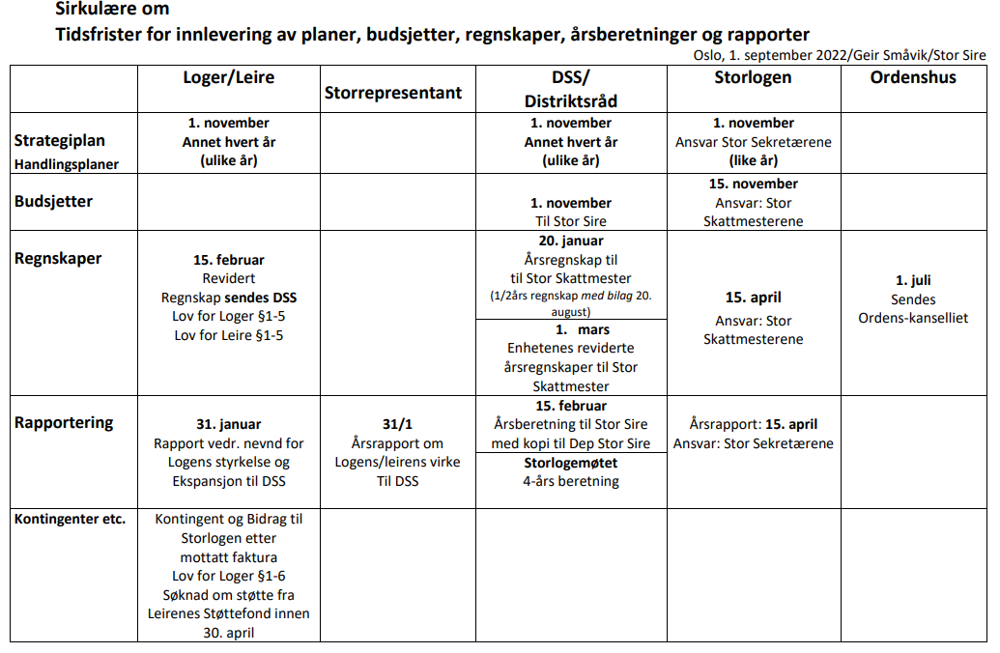 Sirkulære om
Tidsfrister for innlevering av planer, budsjetter, regnskaper, årsberetninger og rapporter
Oslo, 1. september 2022/Geir Småvik/Stor Sire
Loger/Leire
Storrepresentant
DSS/
Distriktsråd
Storlogen
Ordenshus
Strategiplan
Handlingsplaner
1. november
Annet hvert år
(ulike år)
1. november
Annet hvert år
(ulike år)
1. november
Ansvar Stor Sekretærene
(like år)
Budsjetter
1. november
Til Stor Sire
15. november
Ansvar: Stor
Skattmesterene
Regnskaper
15. februar
Revidert
Regnskap sendes DSS
Lov for Loger §1-5
Lov for Leire §1-5
20. januar
Årsregnskap til
til Stor Skattmester
(1/2års regnskap med bilag 20.
august)
1. mars
Enhetenes reviderte
årsregnskaper til Stor
Skattmester
15. april
Ansvar: Stor
Skattmesterene
1. juli
Sendes
Ordens-kanselliet
Rapportering
31. januar
Rapport vedr. nevnd for
Logens styrkelse og
Ekspansjon til DSS
31/1
Årsrapport om
Logens/leirens virke
Til DSS
15. februar
Årsberetning til Stor Sire
med kopi til Dep Stor Sire
Storlogemøtet
4-års beretning
Årsrapport: 15. april
Ansvar: Stor Sekretærene
Kontingenter etc.
Kontingent og Bidrag til
Storlogen etter
mottatt faktura
Lov for Loger §1-6
Søknad om støtte fra
Leirenes Støttefond innen
30. april